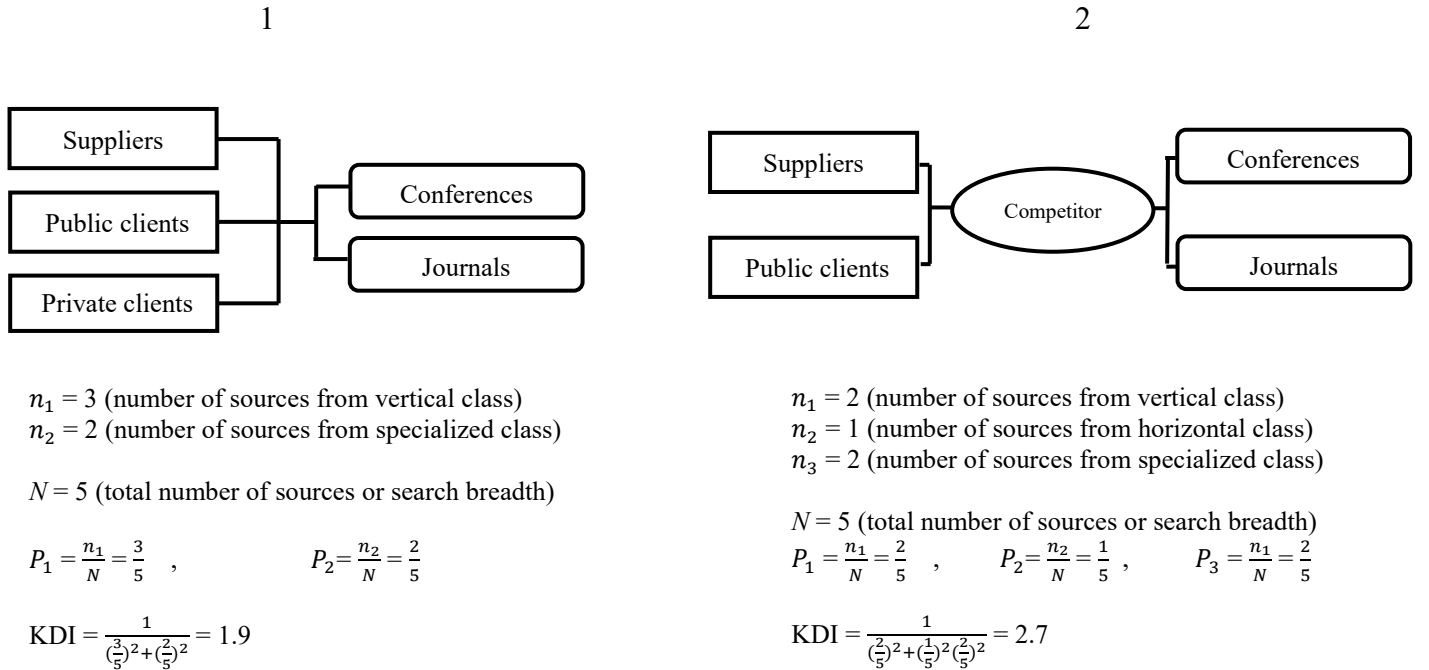 1
Suppliers
Public clients
Private clients
Conferences
Journals
n₁ = 3 (number of sources from vertical class)
n₂ = 2 (number of sources from specialized class)
N = 5 (total number of sources or search breadth)
P₁ = n₁/N = 3/5 , P₂= n₂/N = 2/5
KDI = 1/((3/5)²+(2/5)²) = 1.9
2
Suppliers
Public clients
Competitor
Conferences
Journals
n₁ = 2 (number of sources from vertical class)
n₂ = 1 (number of sources from horizontal class)
n₃ = 2 (number of sources from specialized class)
N = 5 (total number of sources or search breadth)
P₁ = n₁/N = 2/5 , P₂= n₂/N = 1/5 , P₃ = n₁/N = 2/5
KDI = 1/((2/5)²+(1/5)²(2/5)²) = 2.7